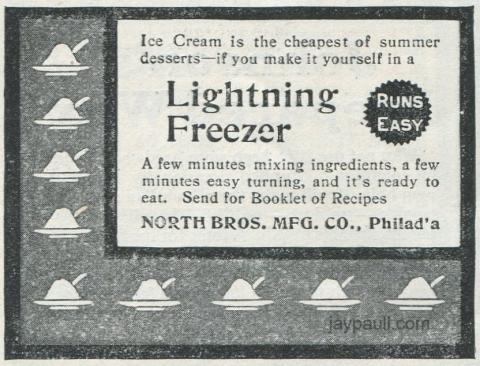 Ice Cream is the cheapest of summer
desserts—if you make it yourself in a
Lightning
Freezer
RUNS
EASY
A few minutes mixing ingredients, a few
minutes easy turning, and it's ready to
eat. Send for Booklet of Recipes
NORTH BROS. MFG. CO., Philad'a
jaypaull.com